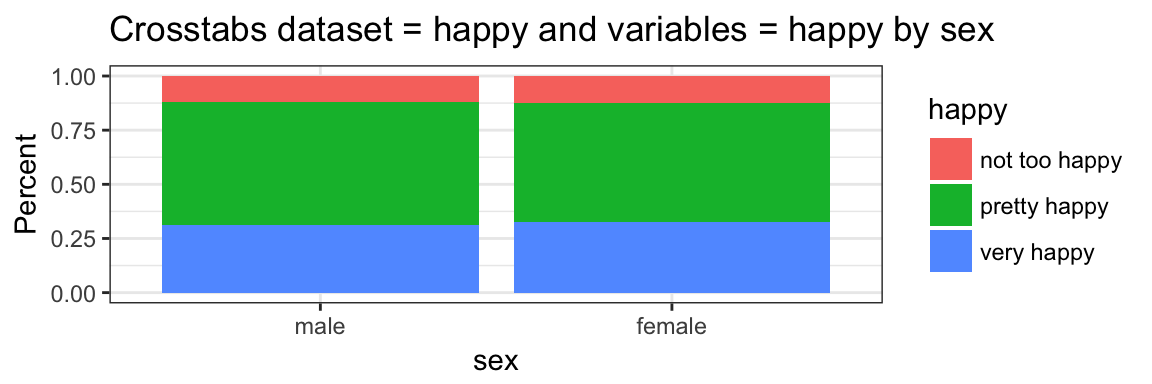 Crosstabs dataset = happy and variables = happy by sex
Percent
1.00
0.75
0.50
0.25
0.00
male
female
sex
happy
not too happy
pretty happy
very happy